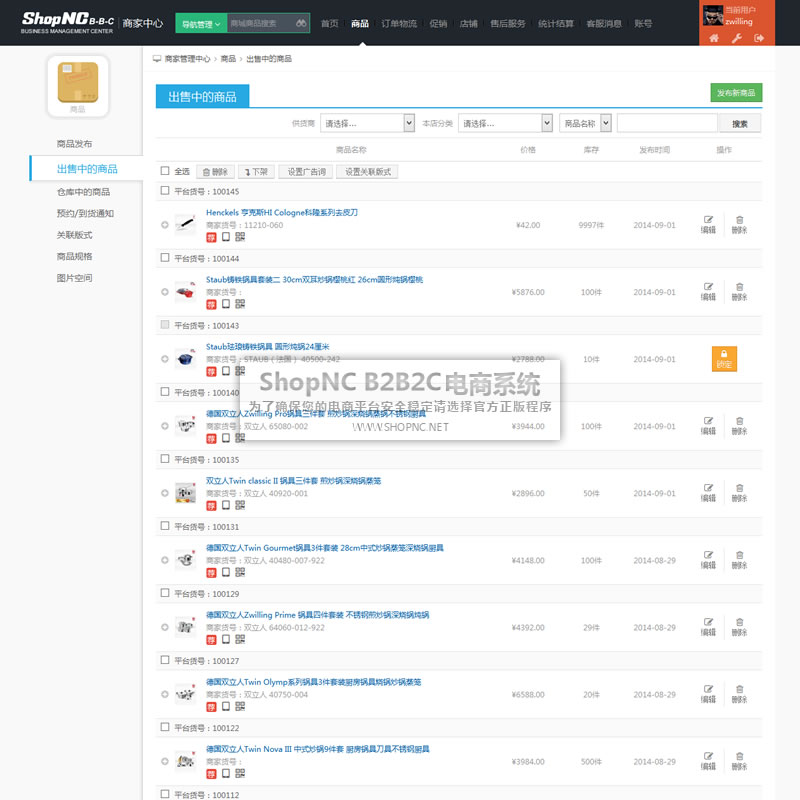 ShopNC B-B-C 商家中心
BUSINESS MANAGEMENT CENTER
导航管理 商城商品搜索
首页 商品 订单物流 促销 店铺 售后服务 统计结算 客服消息 账号
当前用户
zwilling
商品
商品发布
出售中的商品
仓库中的商品
预约/到货通知
关联版式
商品规格
图片空间
商家管理中心 > 商品 > 出售中的商品
出售中的商品 发布新商品
供货商 请选择... 本店分类 请选择... 商品名称 搜索
商品名称 价格 库存 发布时间 操作
全选 删除 下架 设置广告词 设置关联版式
平台货号：100145
Henckels 亨克斯HI Cologne科隆系列去皮刀
商家货号：11210-060 ¥42.00 9997件 2014-09-01 编辑 删除
荐
平台货号：100144
Staub铸铁锅具套装二 30cm双耳炒锅樱桃红 26cm圆形炖锅樱桃
商家货号： ¥5876.00 100件 2014-09-01 编辑 删除
荐
平台货号：100143
Staub珐琅铸铁锅具 圆形炖锅24厘米
商家货号：STAUB（法国） 40500-242 ¥2788.00 10件 2014-09-01 锁定
荐
ShopNC B2B2C电商系统
为了确保您的电商平台安全稳定请选择官方正版程序
WWW.SHOPNC.NET
平台货号：100140
德国双立人Zwilling Pro锅具三件套 煎炒锅深烧锅蒸锅不锈钢厨具
商家货号：双立人 65080-002 ¥3944.00 100件 2014-09-01 编辑 删除
荐
平台货号：100135
双立人Twin classic II 锅具三件套 煎炒锅深烧锅蒸笼
商家货号：双立人 40920-001 ¥2896.00 50件 2014-09-01 编辑 删除
荐
平台货号：100131
德国双立人Twin Gourmet锅具3件套装 28cm中式炒锅蒸笼深烧锅厨具
商家货号：双立人 40480-007-922 ¥4148.00 100件 2014-08-29 编辑 删除
荐
平台货号：100129
德国双立人Zwilling Prime 锅具四件套装 不锈钢煎炒锅深烧锅炖锅
商家货号：双立人 64060-012-922 ¥4392.00 29件 2014-08-29 编辑 删除
荐
平台货号：100127
德国双立人Twin Olymp系列锅具3件套装厨房锅具烧锅炒锅蒸笼
商家货号：双立人 40750-004 ¥6588.00 20件 2014-08-29 编辑 删除
荐
平台货号：100122
德国双立人Twin Nova III 中式炒锅9件套 厨房锅具刀具不锈钢厨具
商家货号： ¥3984.00 500件 2014-08-29 编辑 删除
荐
平台货号：100112